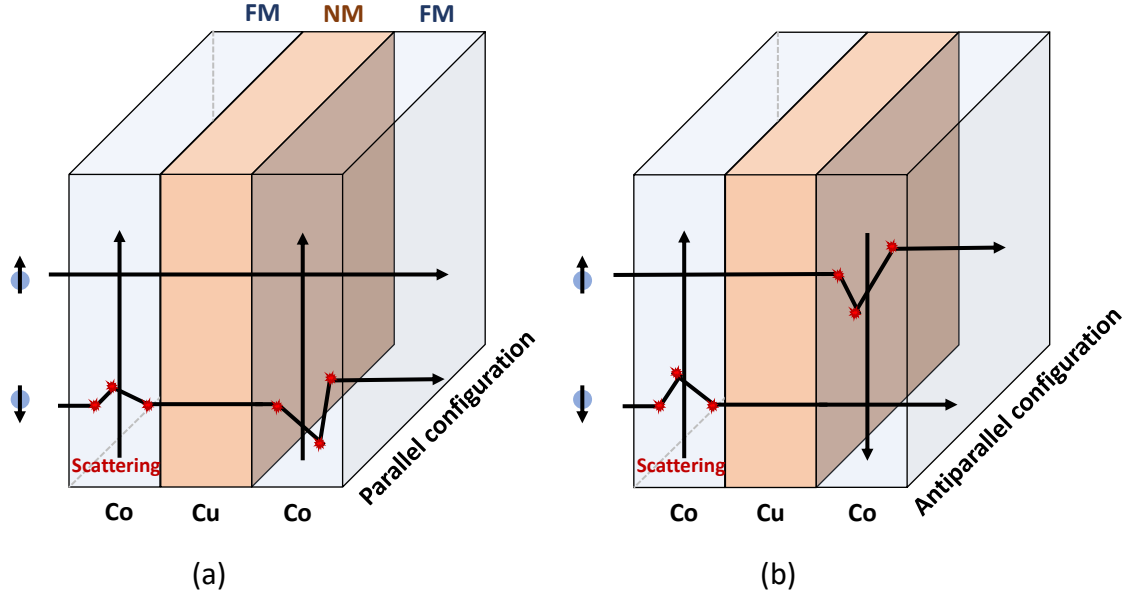 FM NM FM
Scattering
Co Cu Co
Parallel configuration
(a)
Scattering
Co Cu Co
Antiparallel configuration
(b)